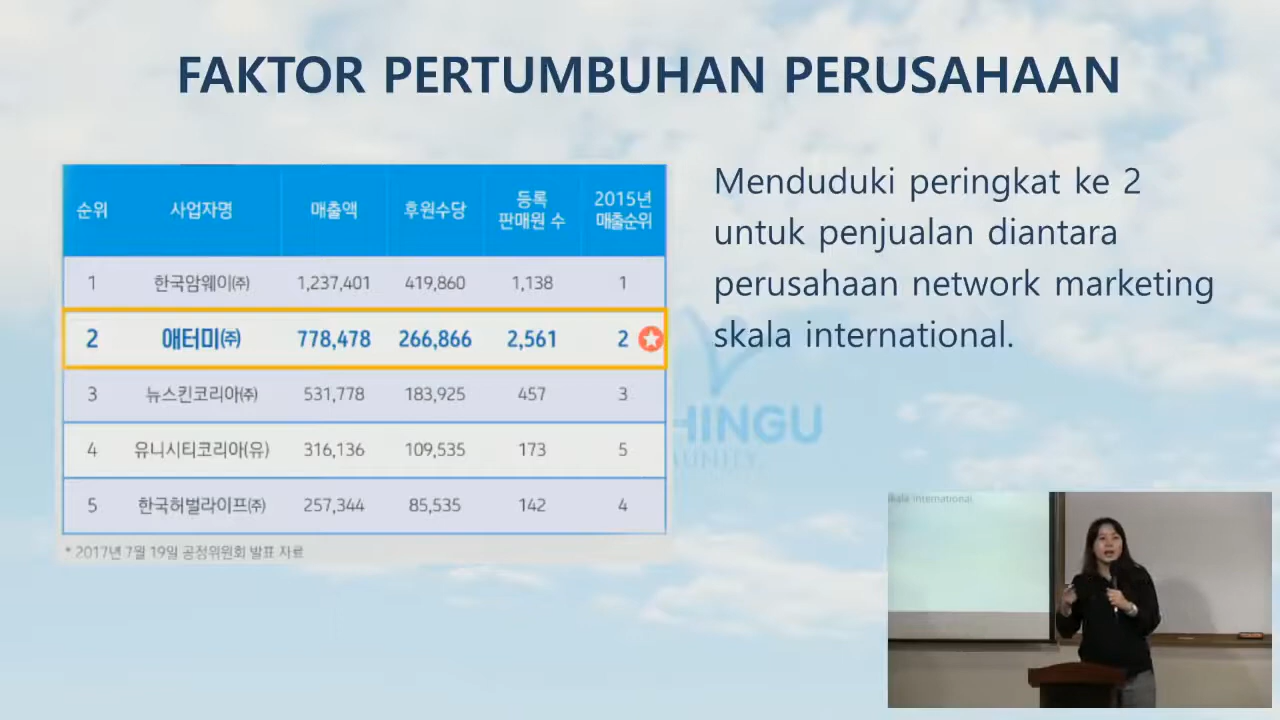 FAKTOR PERTUMBUHAN PERUSAHAAN
순위 사업자명 매출액 후원수당 등록 판매원 수 2015년 매출순위
1 한국암웨이㈜ 1,237,401 419,860 1,138 1
2 애터미㈜ 778,478 266,866 2,561 2
3 뉴스킨코리아㈜ 531,778 183,925 457 3
4 유니시티코리아(유) 316,136 109,535 173 5
5 한국허벌라이프㈜ 257,344 85,535 142 4
* 2017년 7월 19일 공정위원회 발표 자료
Menduduki peringkat ke 2
untuk penjualan diantara
perusahaan network marketing
skala international.
HINGU
skala international